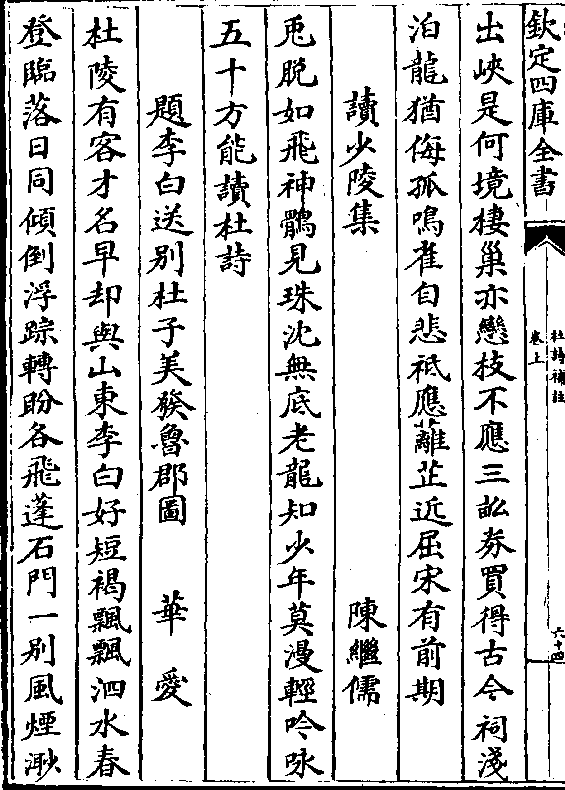 欽定四庫全書
杜詩補註
卷上
六十四
出峽是何境棲巢亦戀枝不應三畝券買得古今祠淺
泊龍猶侮孤鳴雀自悲祗應蘺芷近屈宋有前期
讀少陵集 陳繼儒
兎脱如飛神鶻見珠沈無底老龍知少年莫漫輕吟咏
五十方能讀杜詩
題李白送别杜子美發魯郡圖 華愛
杜陵有客才名早却與山東李白好短褐飄飄泗水春
登臨落日同傾倒浮踪轉盼各飛蓬石門一别風煙渺